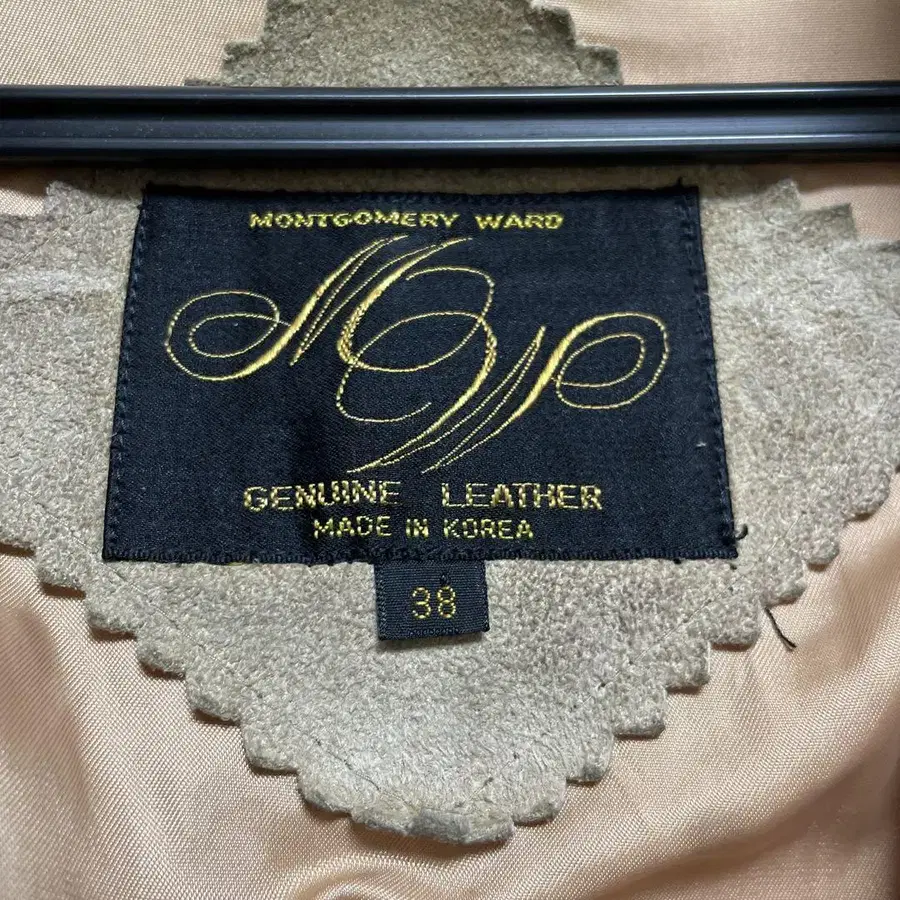 MONTGOMERY WARD
MW
GENUINE LEATHER
MADE IN KOREA
38